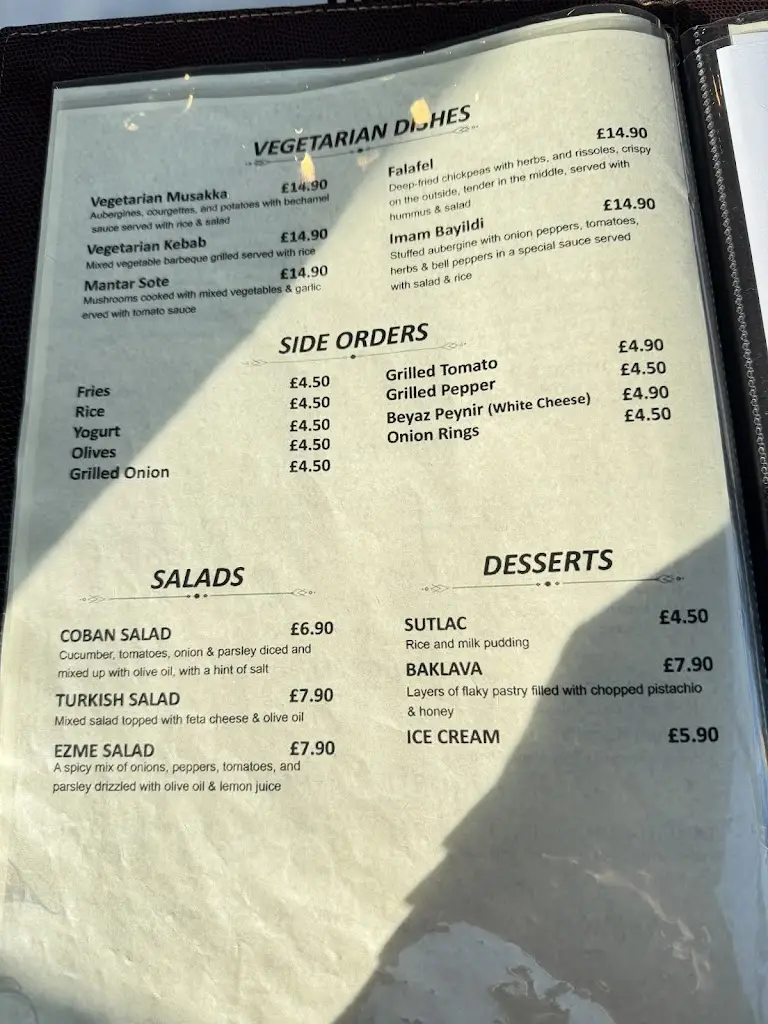 VEGETARIAN DISHES
Vegetarian Musakka £14.90
Aubergines, courgettes, and potatoes with bechamel
sauce served with rice & salad
Vegetarian Kebab £14.90
Mixed vegetable barbeque grilled served with rice
Mantar Sote £14.90
Mushrooms cooked with mixed vegetables & garlic
erved with tomato sauce
Falafel £14.90
Deep-fried chickpeas with herbs, and rissoles, crispy
on the outside, tender in the middle, served with
hummus & salad
Imam Bayildi £14.90
Stuffed aubergine with onion peppers, tomatoes,
herbs & bell peppers in a special sauce served
with salad & rice
SIDE ORDERS
Fries £4.50
Rice £4.50
Yogurt £4.50
Olives £4.50
Grilled Onion £4.50
Grilled Tomato £4.90
Grilled Pepper £4.50
Beyaz Peynir (White Cheese) £4.90
Onion Rings £4.50
SALADS
COBAN SALAD £6.90
Cucumber, tomatoes, onion & parsley diced and
mixed up with olive oil, with a hint of salt
TURKISH SALAD £7.90
Mixed salad topped with feta cheese & olive oil
EZME SALAD £7.90
A spicy mix of onions, peppers, tomatoes, and
parsley drizzled with olive oil & lemon juice
DESSERTS
SUTLAC £4.50
Rice and milk pudding
BAKLAVA £7.90
Layers of flaky pastry filled with chopped pistachio
& honey
ICE CREAM £5.90